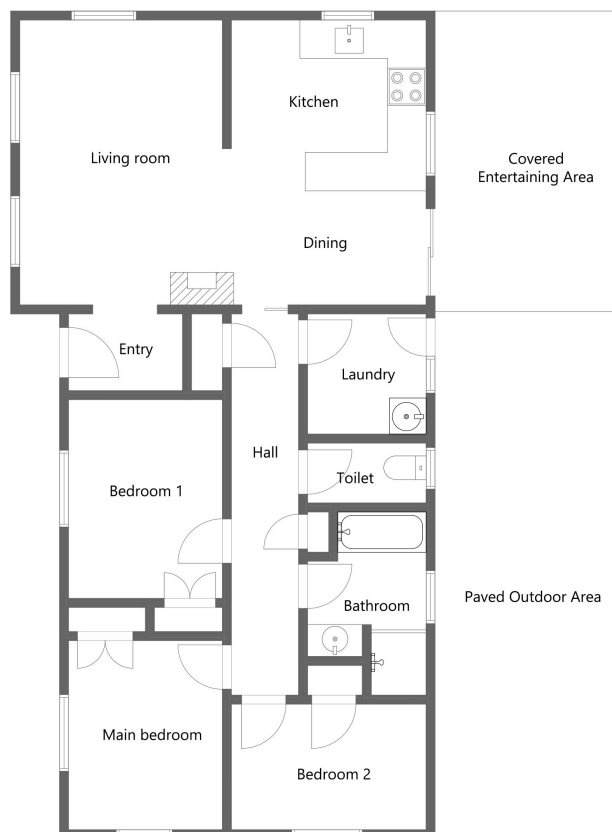 Kitchen
Living room
Covered
Entertaining Area
Dining
Entry
Laundry
Hall
Toilet
Bedroom 1
Paved Outdoor Area
Bathroom
Main bedroom
Bedroom 2